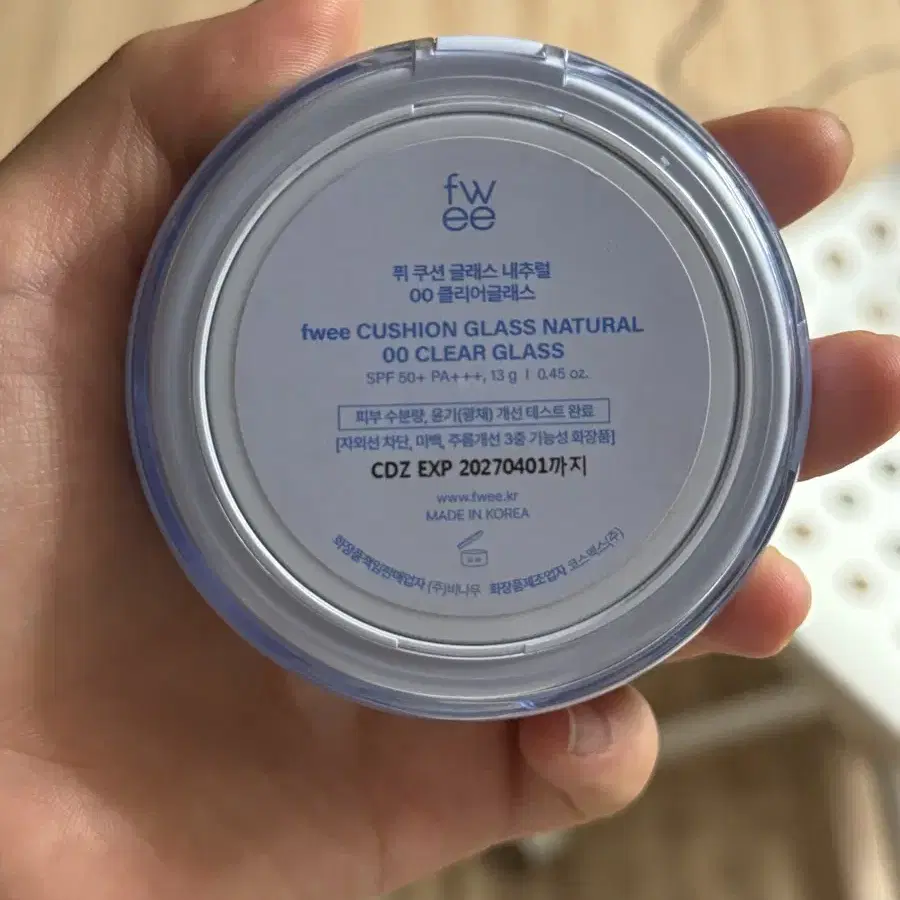 fw
ee
퓌 쿠션 글래스 내추럴
00 클리어글래스
fwee CUSHION GLASS NATURAL
00 CLEAR GLASS
SPF 50+ PA+++, 13 g I 0.45 oz.
피부 수분량, 윤기(광채) 개선 테스트 완료
[자외선 차단, 미백, 주름개선 3중 기능성 화장품]
CDZ EXP 20270401까지
www.fwee.kr
MADE IN KOREA
화장품책임판매업자 (주)비나우 화장품제조업자 코스맥스(주)